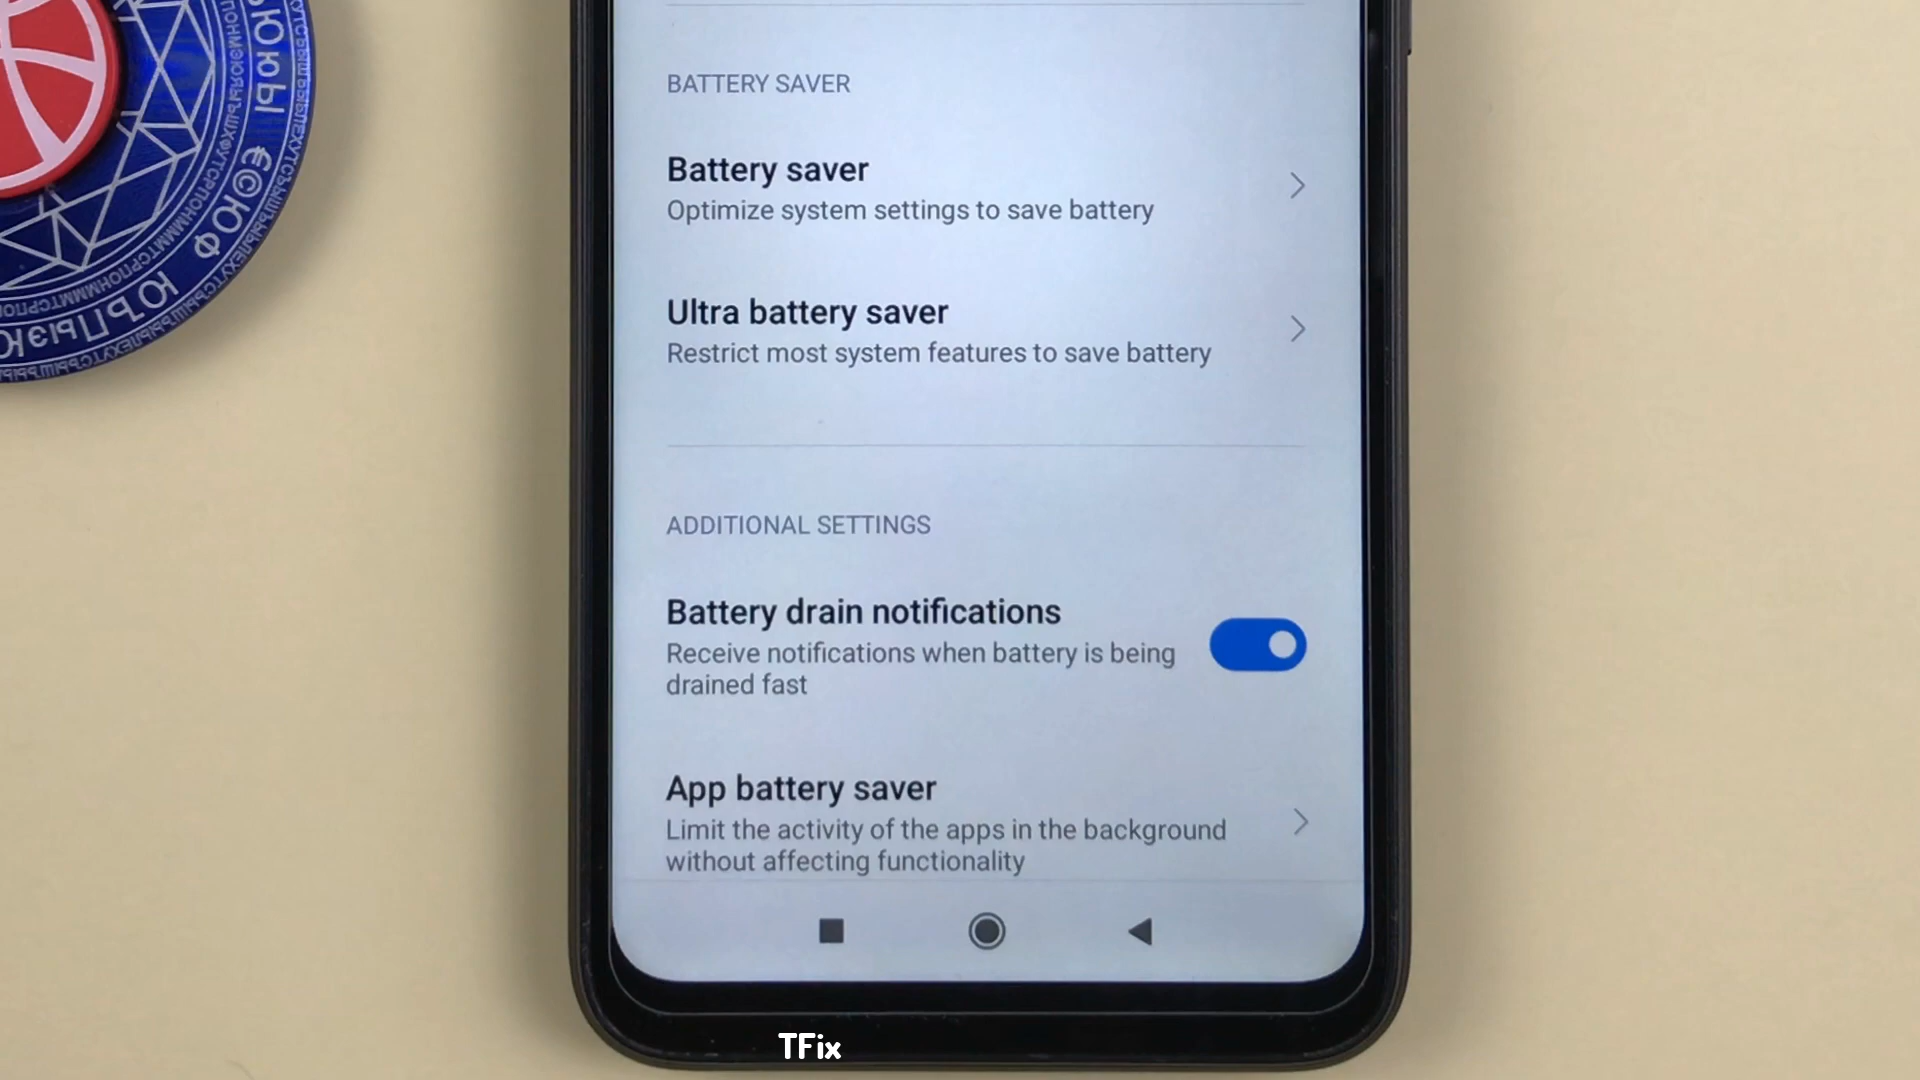 BATTERY SAVER
Battery saver
Optimize system settings to save battery
Ultra battery saver
Restrict most system features to save battery
ADDITIONAL SETTINGS
Battery drain notifications
Receive notifications when battery is being
drained fast
App battery saver
Limit the activity of the apps in the background
without affecting functionality
TFix